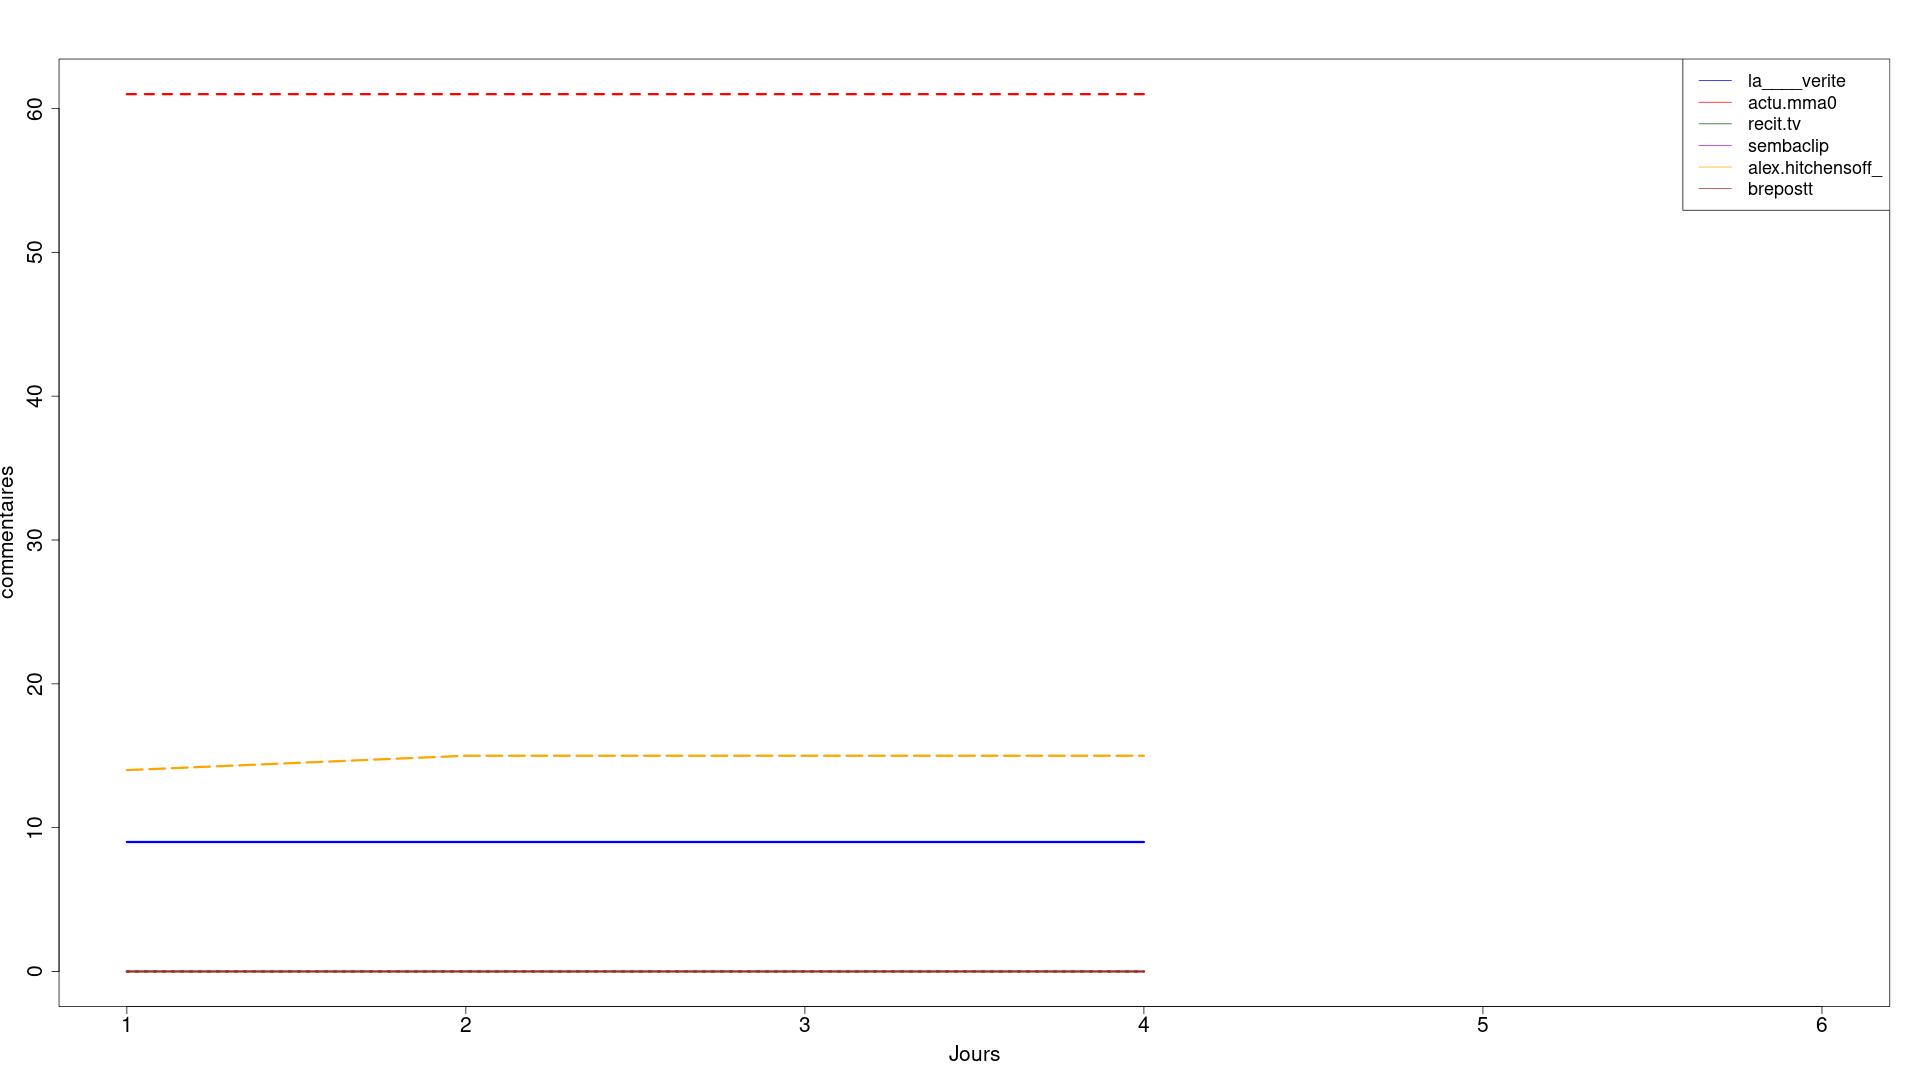 la____verite
actu.mma0
recit.tv
sembaclip
alex.hitchensoff_
brepostt
commentaires
60
50
40
30
20
10
0
1 2 3 4 5 6
Jours